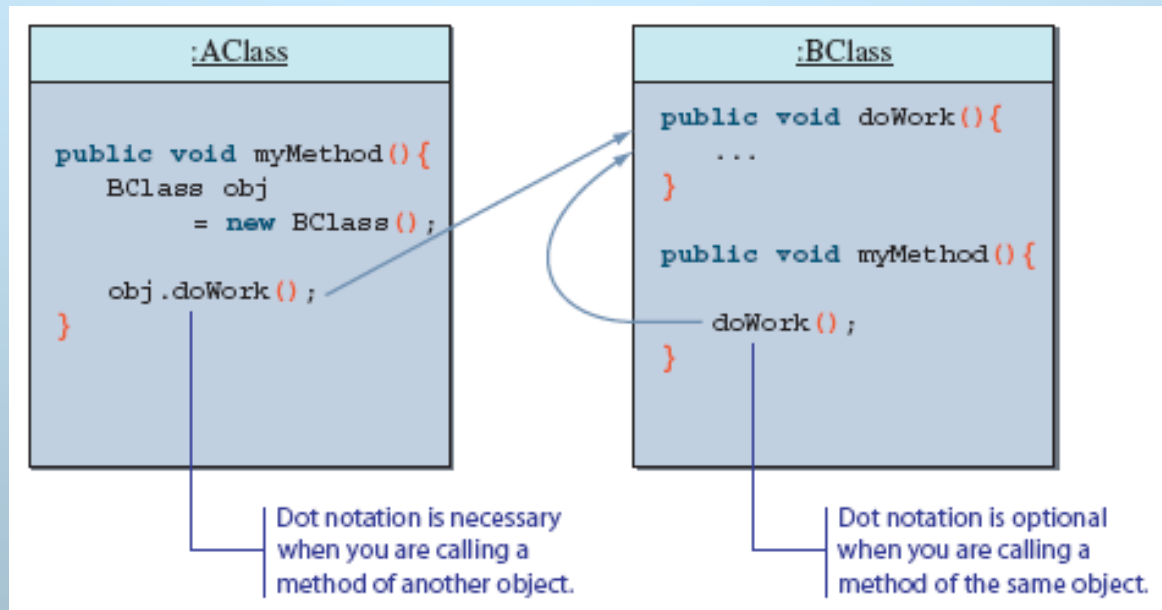 :AClass
public void myMethod(){
BClass obj
= new BClass();
obj.doWork();
}
Dot notation is necessary
when you are calling a
method of another object.
:BClass
public void doWork(){
...
}
public void myMethod(){
doWork();
}
Dot notation is optional
when you are calling a
method of the same object.